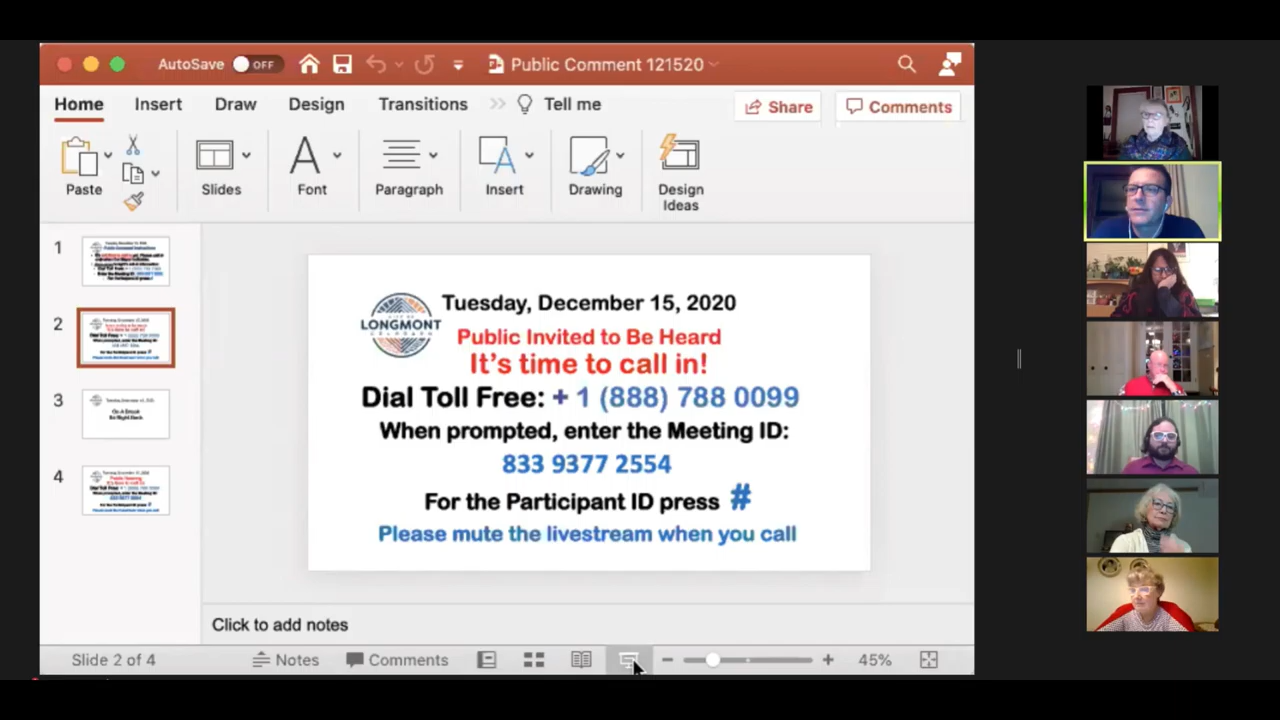 AutoSave OFF
Public Comment 121520
Home Insert Draw Design Transitions Tell me Share Comments
Paste Slides Font Paragraph Insert Drawing Design Ideas
1
2
3
4
LONGMONT
Tuesday, December 15, 2020
Public Invited to Be Heard
It's time to call in!
Dial Toll Free: + 1 (888) 788 0099
When prompted, enter the Meeting ID:
833 9377 2554
For the Participant ID press #
Please mute the livestream when you call
Click to add notes
Slide 2 of 4 Notes Comments 45%